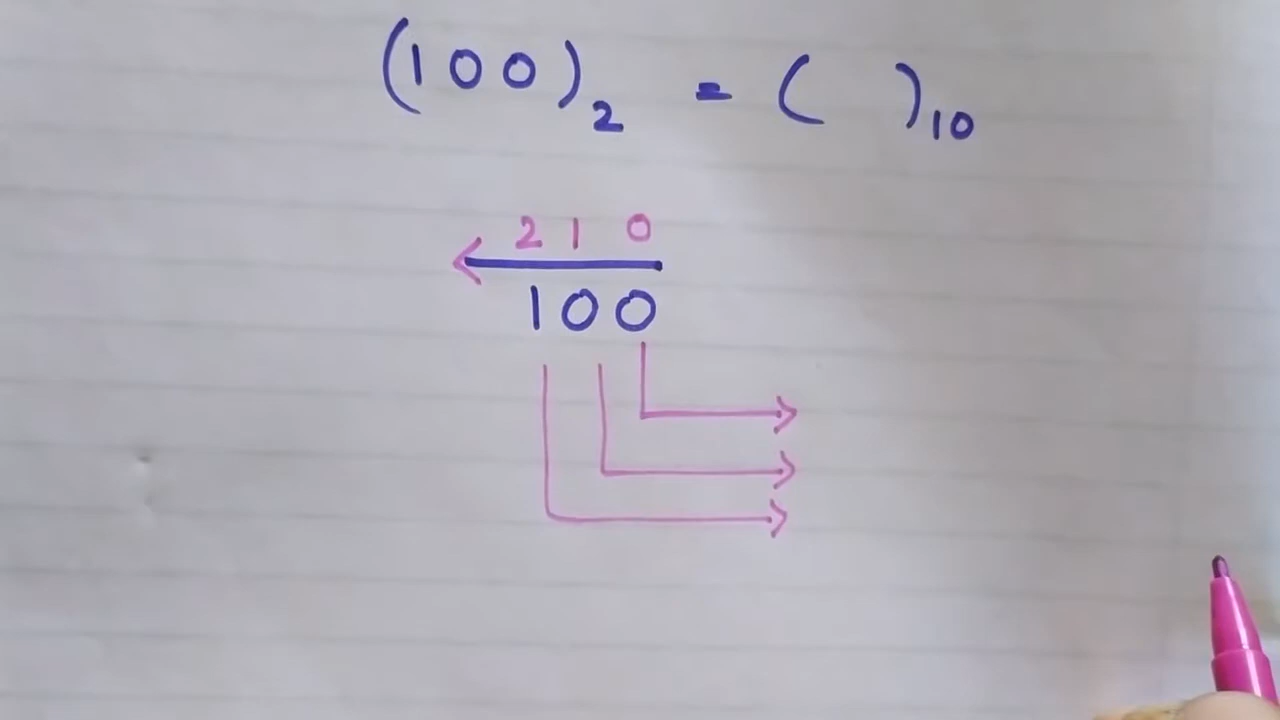 (100)₂ = (  )₁₀
2 1 0
100